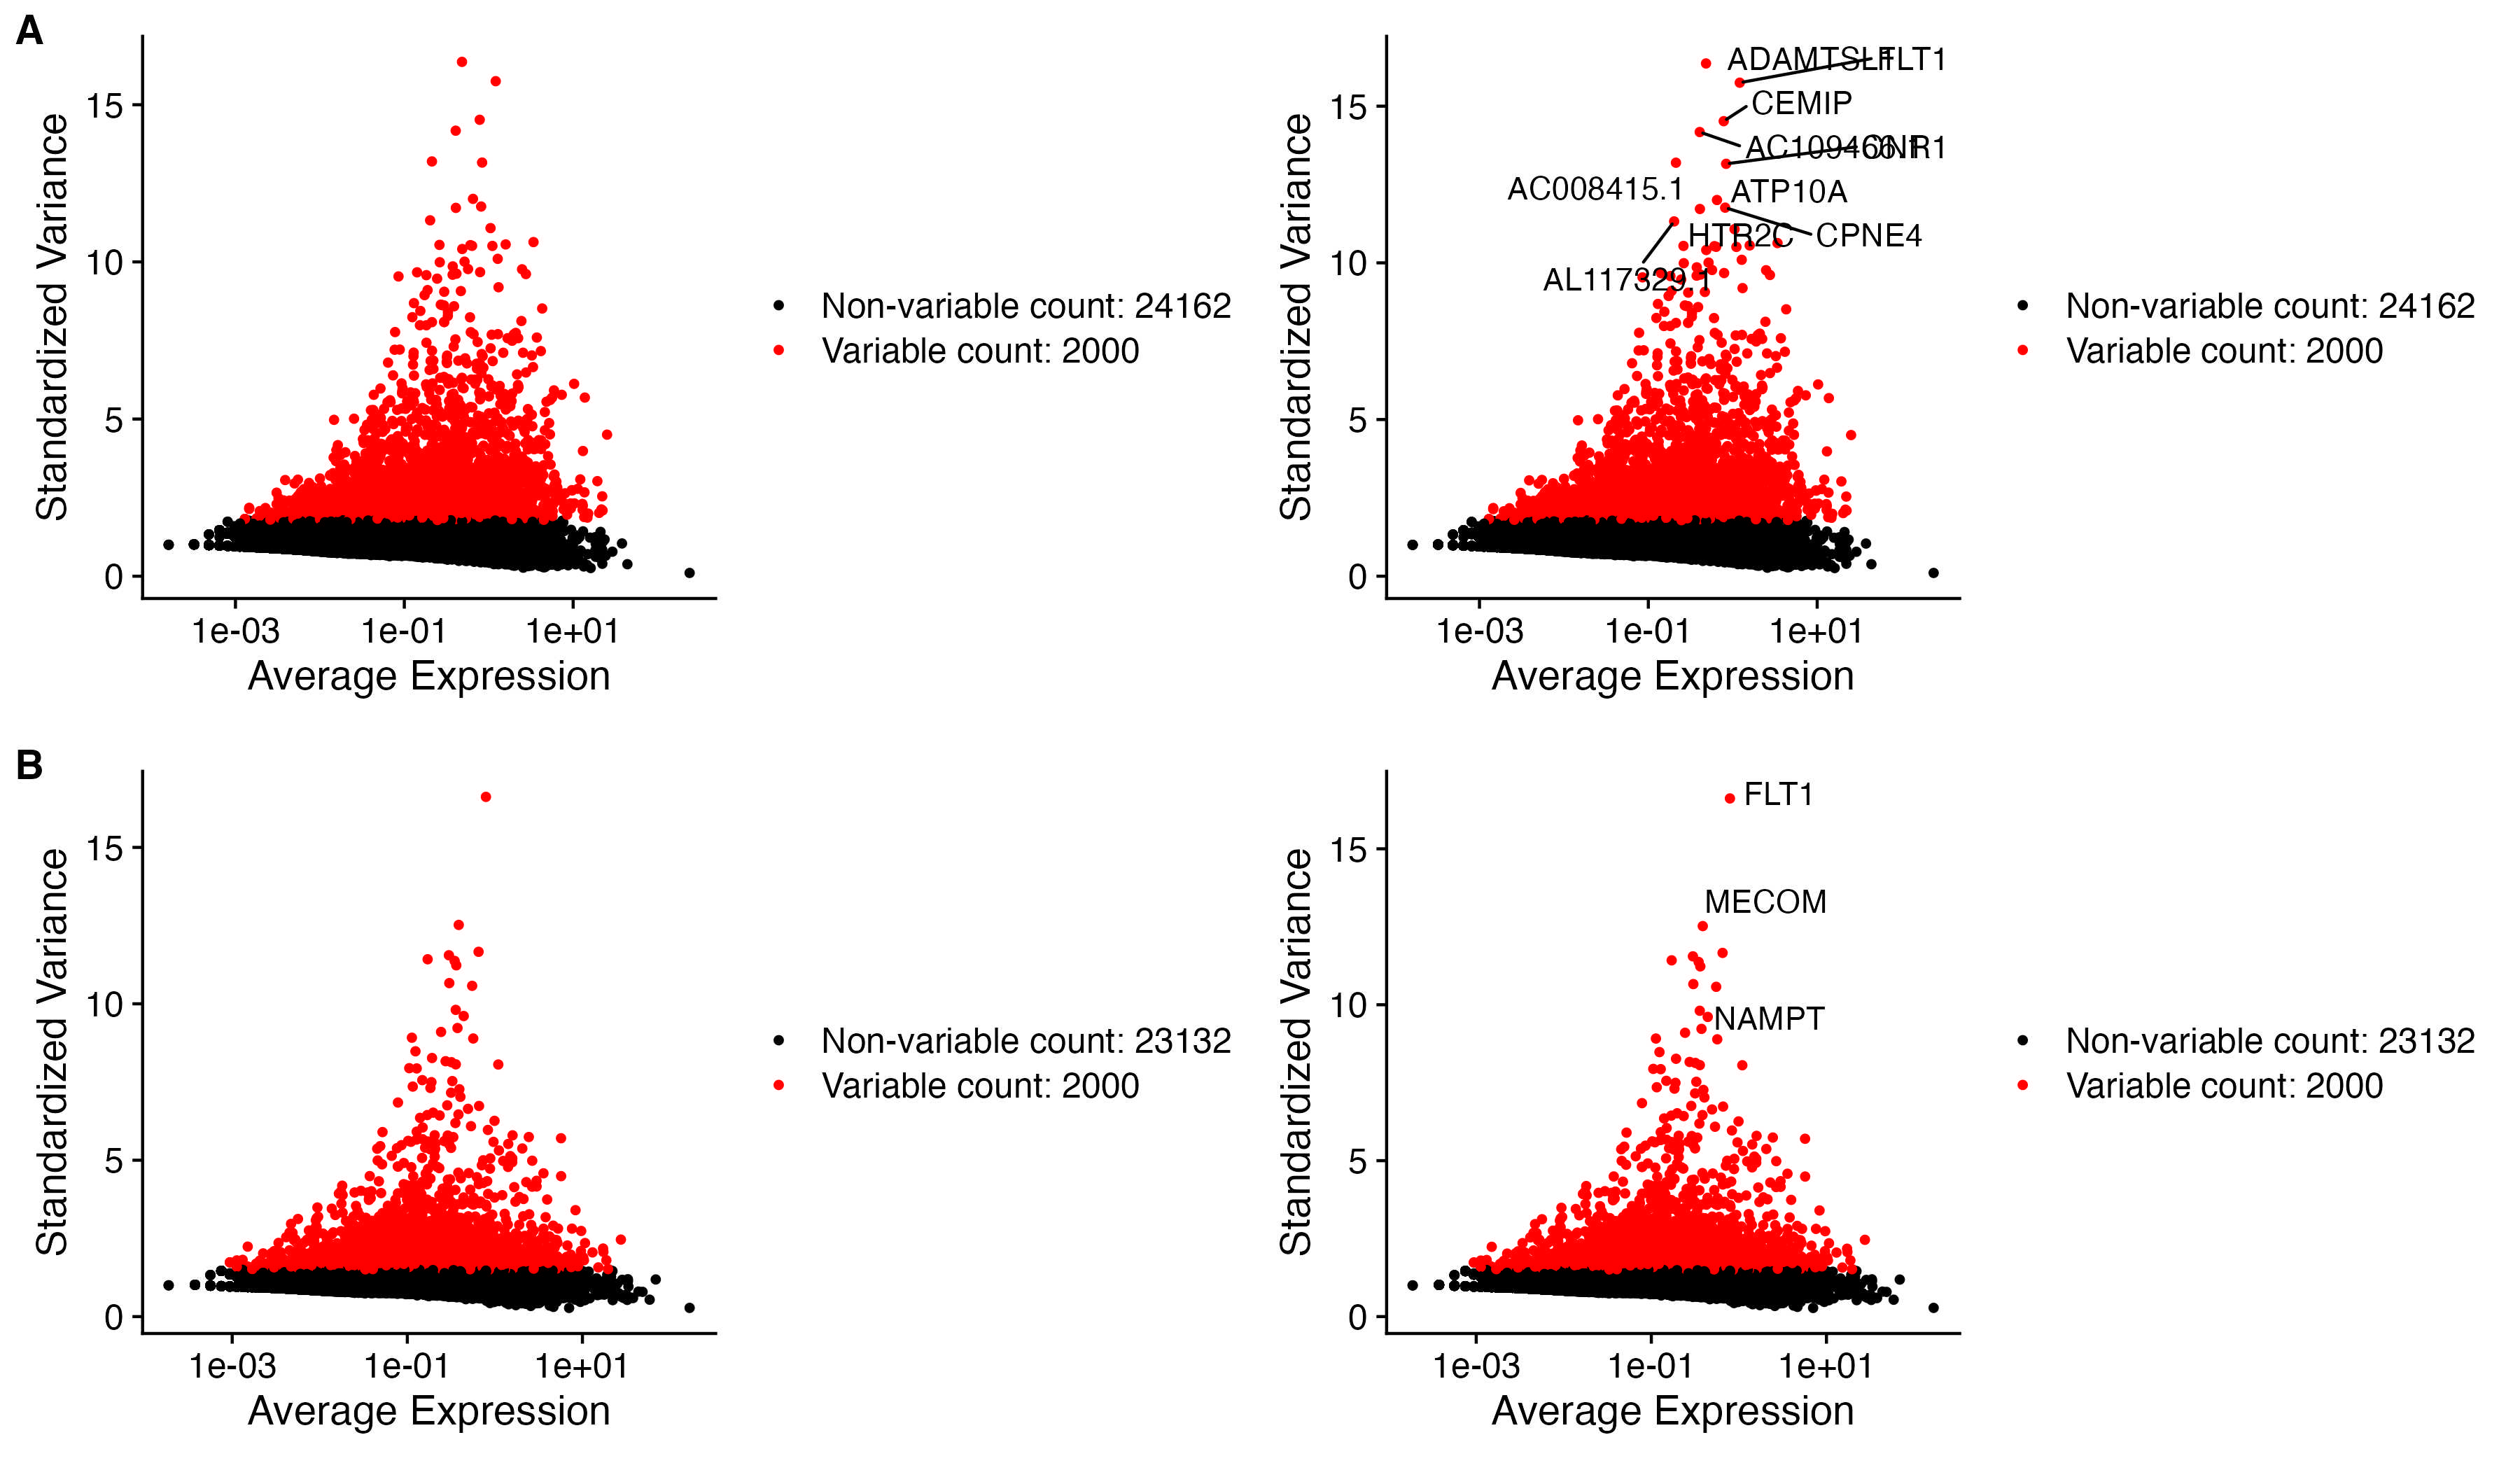 A
Standardized Variance
15
10
5
0
1e-03 1e-01 1e+01
Average Expression
Non-variable count: 24162
Variable count: 2000
Standardized Variance
15
10
5
0
ADAMTSL1
FLT1
CEMIP
AC109466.1
CNR1
AC008415.1
ATP10A
HTR2C
CPNE4
AL117329.1
1e-03 1e-01 1e+01
Average Expression
Non-variable count: 24162
Variable count: 2000
B
Standardized Variance
15
10
5
0
1e-03 1e-01 1e+01
Average Expression
Non-variable count: 23132
Variable count: 2000
Standardized Variance
15
10
5
0
FLT1
MECOM
NAMPT
1e-03 1e-01 1e+01
Average Expression
Non-variable count: 23132
Variable count: 2000